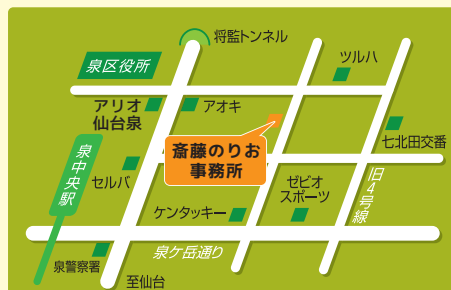 将監トンネル
泉区役所
ツルハ
アリオ
仙台泉
アオキ
斎藤のりお
事務所
七北田交番
泉中央駅
セルバ
ゼビオ
スポーツ
旧4号線
ケンタッキー
泉ケ岳通り
泉警察署
至仙台